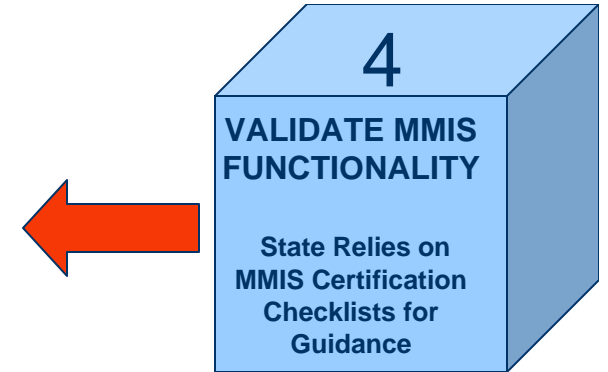 4
VALIDATE MMIS
FUNCTIONALITY
State Relies on
MMIS Certification
Checklists for
Guidance